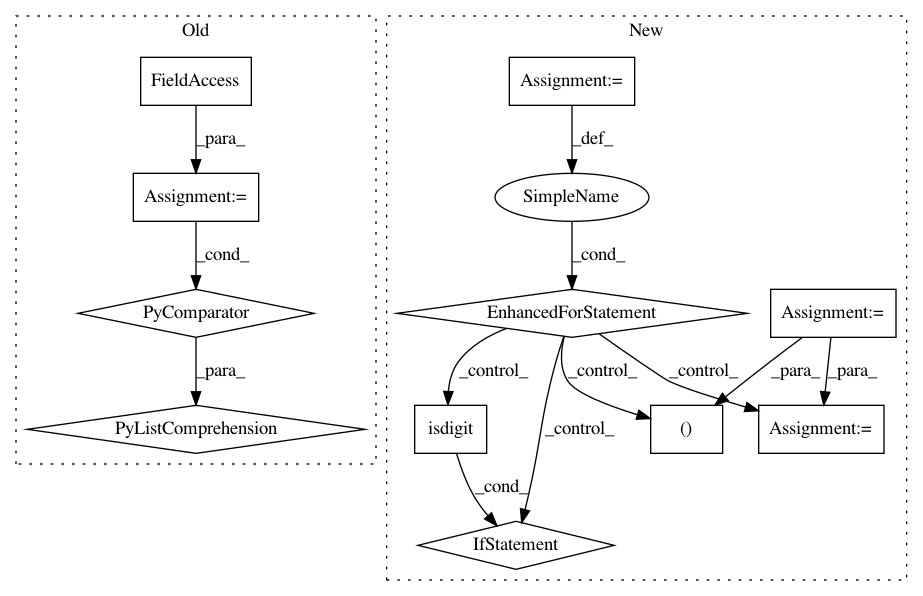 Old
New
FieldAccess
Assignment:=
_para_
_def_
Assignment:=
SimpleName
_cond_
_cond_
PyComparator
EnhancedForStatement
Assignment:=
_para_
_control_
_control_
_control_
_para_
_para_
PyListComprehension
isdigit
_control_
()
Assignment:=
_cond_
IfStatement